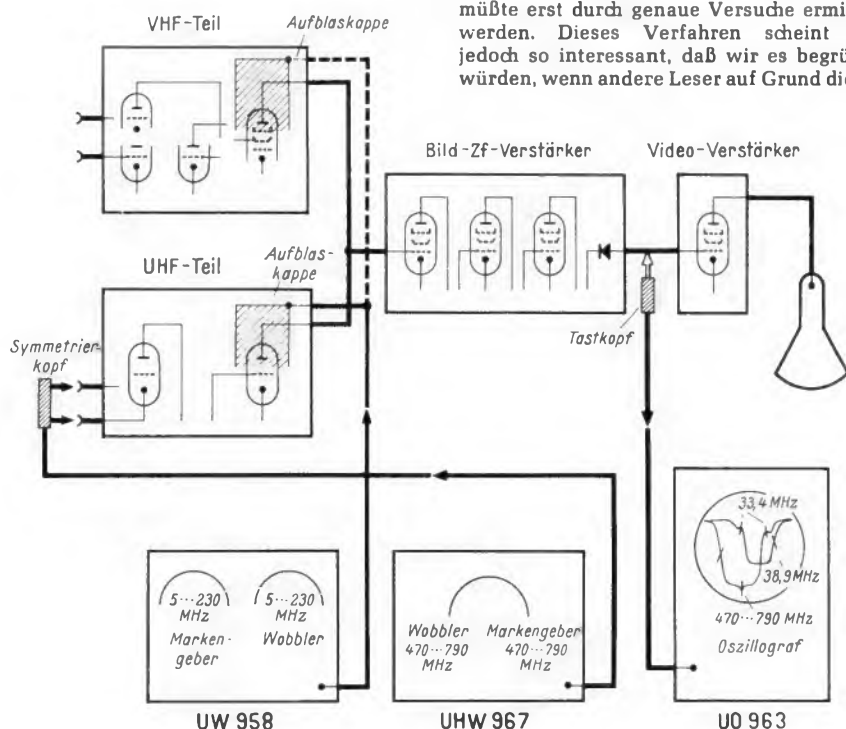 müßte erst durch genaue Versuche ermi
werden. Dieses Verfahren scheint
jedoch so interessant, daß wir es begrü
würden, wenn andere Leser auf Grund die
VHF-Teil
Aufblaskappe
Bild-Zf-Verstärker
Video-Verstärker
UHF-Teil
Aufblas-
kappe
Symmetrier-
kopf
Tastkopf
5···230
MHz
Marken-
geber
5···230
MHz
Wobbler
UW 958
Wobbler
470···790
MHz
Markengeber
470···790
MHz
UHW 967
33,4 MHz
38,9 MHz
470···790 MHz
Oszillograf
UO 963